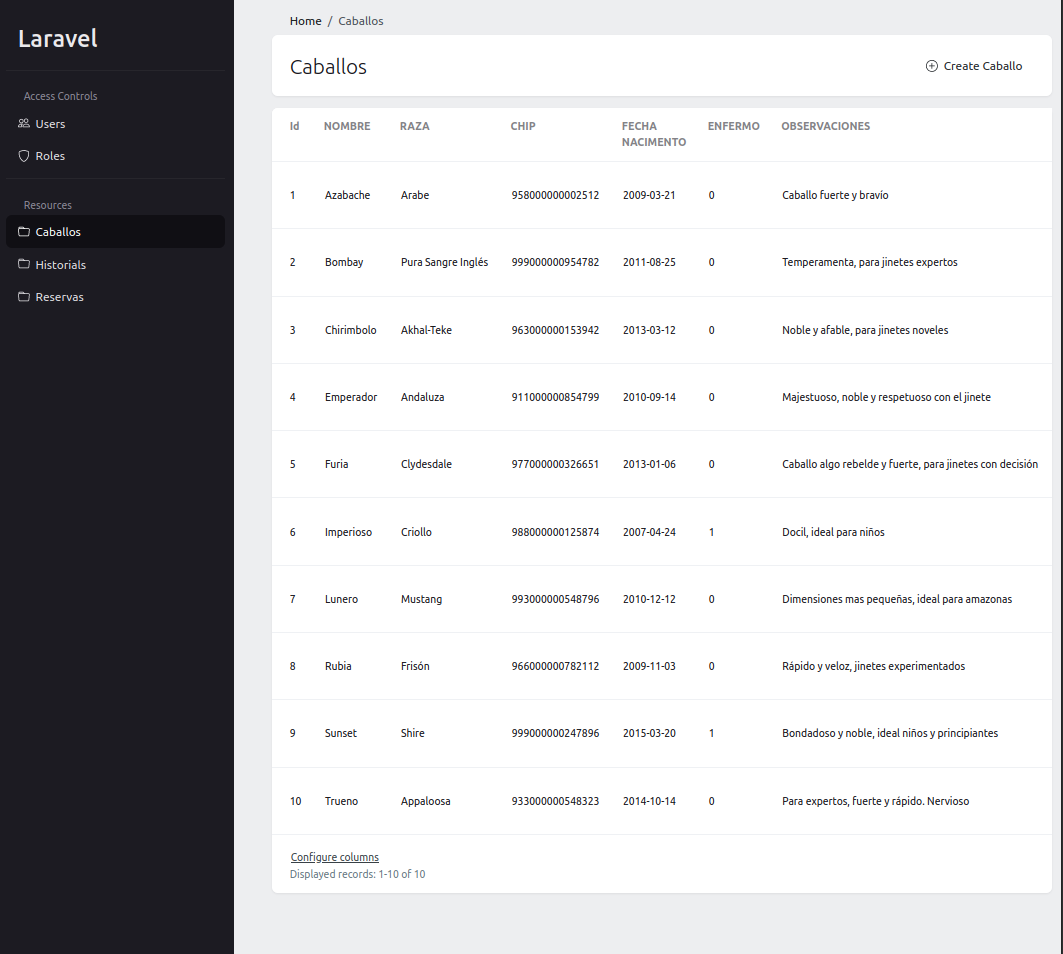 Laravel
Access Controls
Users
Roles
Resources
Caballos
Historials
Reservas
Home / Caballos
Caballos
Create Caballo
Id NOMBRE RAZA CHIP FECHA NACIMIENTO ENFERMO OBSERVACIONES
1 Azabache Arabe 958000000002512 2009-03-21 0 Caballo fuerte y bravío
2 Bombay Pura Sangre Inglés 999000000954782 2011-08-25 0 Temperamenta, para jinetes expertos
3 Chirimbolo Akhal-Teke 963000000153942 2013-03-12 0 Noble y afable, para jinetes noveles
4 Emperador Andaluza 911000000854799 2010-09-14 0 Majestuoso, noble y respetuoso con el jinete
5 Furia Clydesdale 977000000326651 2013-01-06 0 Caballo algo rebelde y fuerte, para jinetes con decisión
6 Imperioso Criollo 988000000125874 2007-04-24 1 Docil, ideal para niños
7 Lunero Mustang 993000000548796 2010-12-12 0 Dimensiones mas pequeñas, ideal para amazonas
8 Rubia Frisón 966000000782112 2009-11-03 0 Rápido y veloz, jinetes experimentados
9 Sunset Shire 999000000247896 2015-03-20 1 Bondadoso y noble, ideal niños y principiantes
10 Trueno Appaloosa 933000000548323 2014-10-14 0 Para expertos, fuerte y rápido. Nervioso
Configure columns
Displayed records: 1-10 of 10